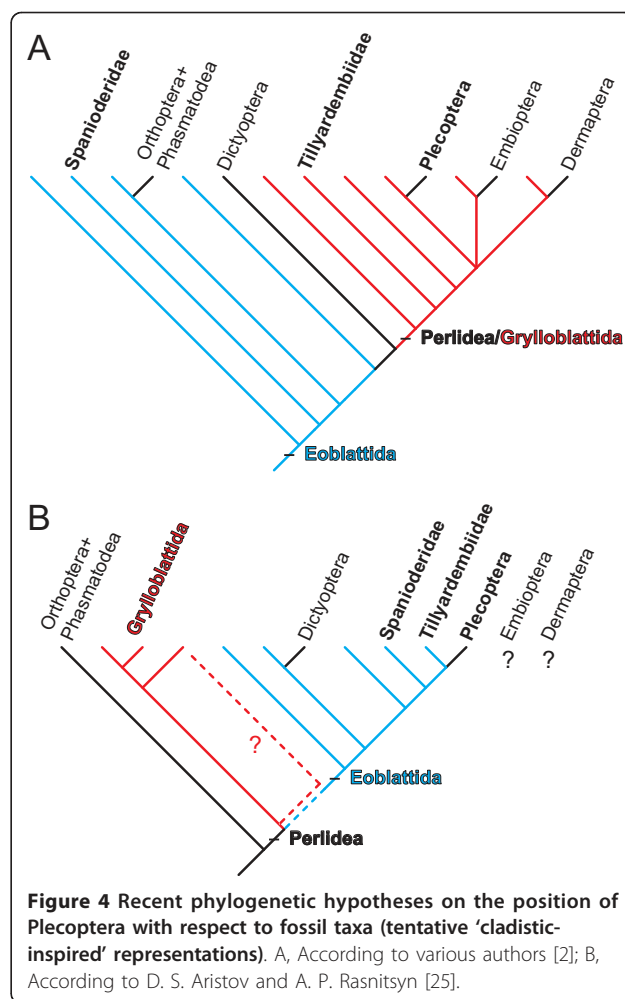 A
Spanioderidae
Orthoptera+
Phasmatodea
Dictyoptera
Tillyardembiidae
Plecoptera
Embioptera
Dermaptera
Perlidea/Grylloblattida
Eoblattida
B
Orthoptera+
Phasmatodea
Grylloblattida
Dictyoptera
Spanioderidae
Tillyardembiidae
Plecoptera
Embioptera
Dermaptera
? ?
?
Eoblattida
Perlidea
Figure 4 Recent phylogenetic hypotheses on the position of
Plecoptera with respect to fossil taxa (tentative ‘cladistic-
inspired’ representations). A, According to various authors [2]; B,
According to D. S. Aristov and A. P. Rasnitsyn [25].